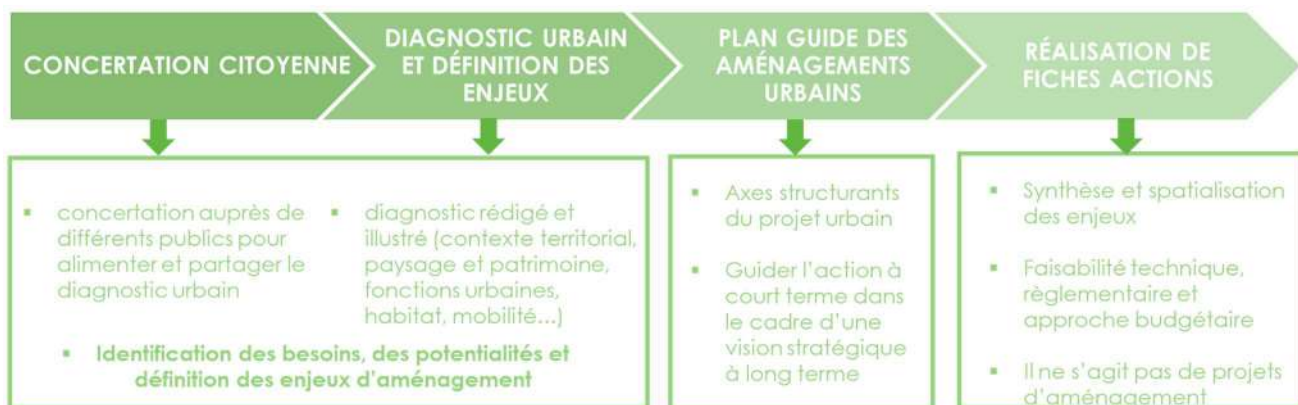 CONCERTATION CITOYENNE
DIAGNOSTIC URBAIN
ET DÉFINITION DES
ENJEUX
PLAN GUIDE DES
AMÉNAGEMENTS
URBAINS
RÉALISATION DE
FICHES ACTIONS
▪ concertation auprès de
différents publics pour
alimenter et partager le
diagnostic urbain
▪ diagnostic rédigé et
illustré (contexte territorial,
paysage et patrimoine,
fonctions urbaines,
habitat, mobilité...)
▪ Identification des besoins, des potentialités et
définition des enjeux d'aménagement
▪ Axes structurants
du projet urbain
▪ Guider l'action à
court terme dans
le cadre d'une
vision stratégique
à long terme
▪ Synthèse et spatialisation
des enjeux
▪ Faisabilité technique,
règlementaire et
approche budgétaire
▪ Il ne s'agit pas de projets
d'aménagement